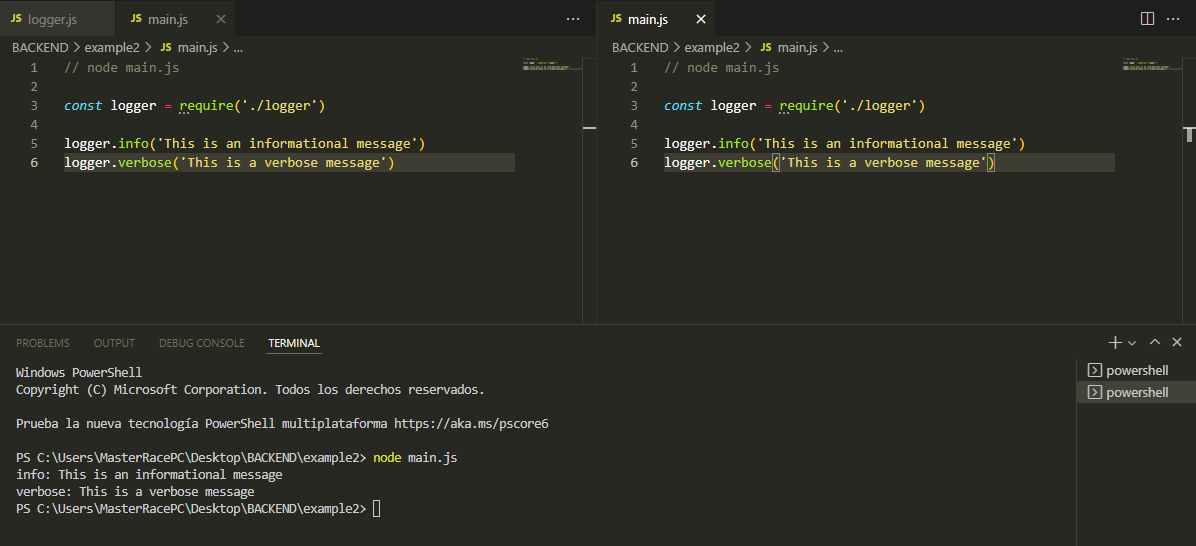 JS logger.js
JS main.js
BACKEND > example2 > JS main.js > ...
1 // node main.js
2
3 const logger = require('./logger')
4
5 logger.info('This is an informational message')
6 logger.verbose('This is a verbose message')
JS main.js
BACKEND > example2 > JS main.js > ...
1 // node main.js
2
3 const logger = require('./logger')
4
5 logger.info('This is an informational message')
6 logger.verbose('This is a verbose message')
PROBLEMS OUTPUT DEBUG CONSOLE TERMINAL
Windows PowerShell
Copyright (C) Microsoft Corporation. Todos los derechos reservados.
Prueba la nueva tecnología PowerShell multiplataforma https://aka.ms/pscore6
PS C:\Users\MasterRacePC\Desktop\BACKEND\example2> node main.js
info: This is an informational message
verbose: This is a verbose message
PS C:\Users\MasterRacePC\Desktop\BACKEND\example2>
powershell
powershell